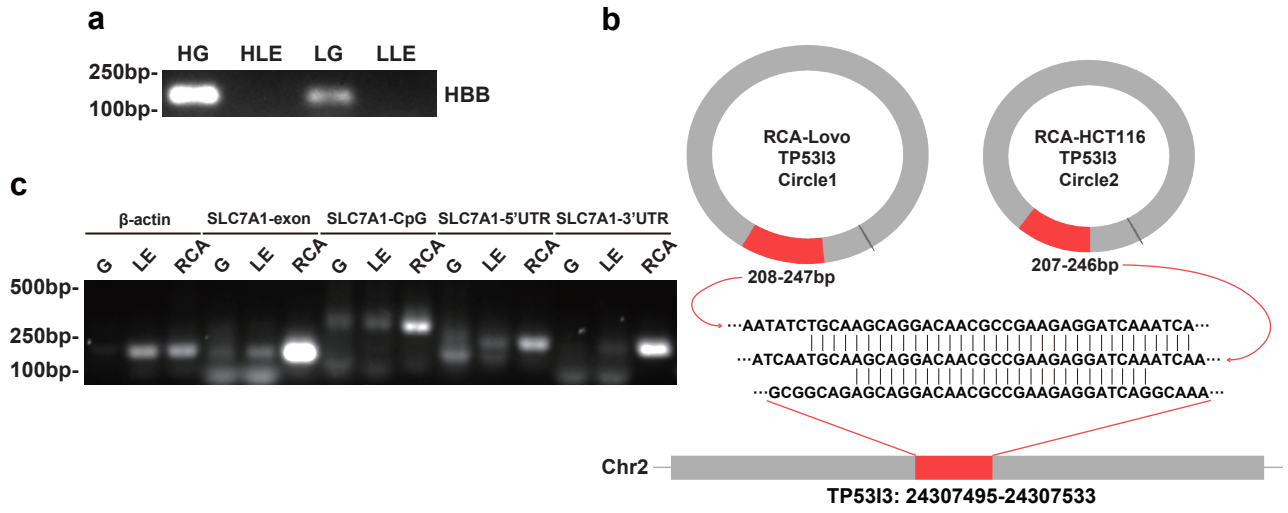 a
HG HLE LG LLE
250bp-
100bp-
HBB
b
RCA-Lovo
TP53I3
Circle1
RCA-HCT116
TP53I3
Circle2
208-247bp
207-246bp
···AATATCTGCAAGCAGGACAACGCCGAAGAGGATCAAATCA···
···ATCAATGCAAGCAGGACAACGCCGAAGAGGATCAAATCAA···
···GCGGCAGAGCAGGACAACGCCGAAGAGGATCAGGCAAA···
Chr2
TP53I3: 24307495-24307533
c
β-actin SLC7A1-exon SLC7A1-CpG SLC7A1-5'UTR SLC7A1-3'UTR
G LE RCA G LE RCA G LE RCA G LE RCA G LE RCA
500bp-
250bp-
100bp-